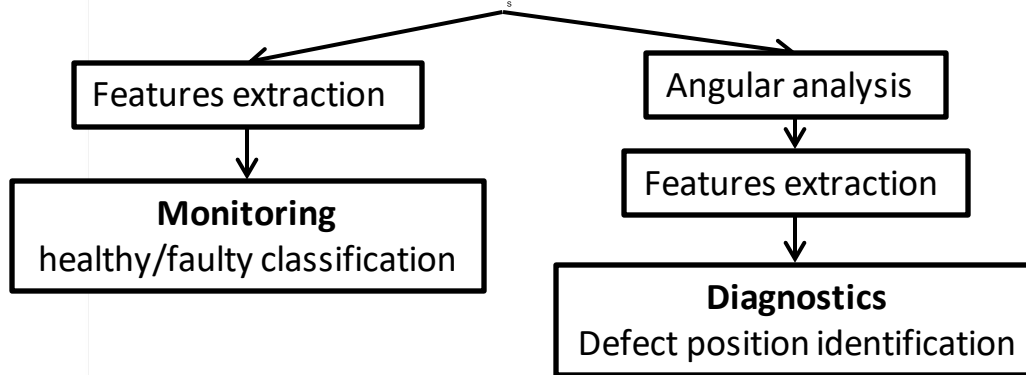 s
Features extraction
Monitoring
healthy/faulty classification
Angular analysis
Features extraction
Diagnostics
Defect position identification